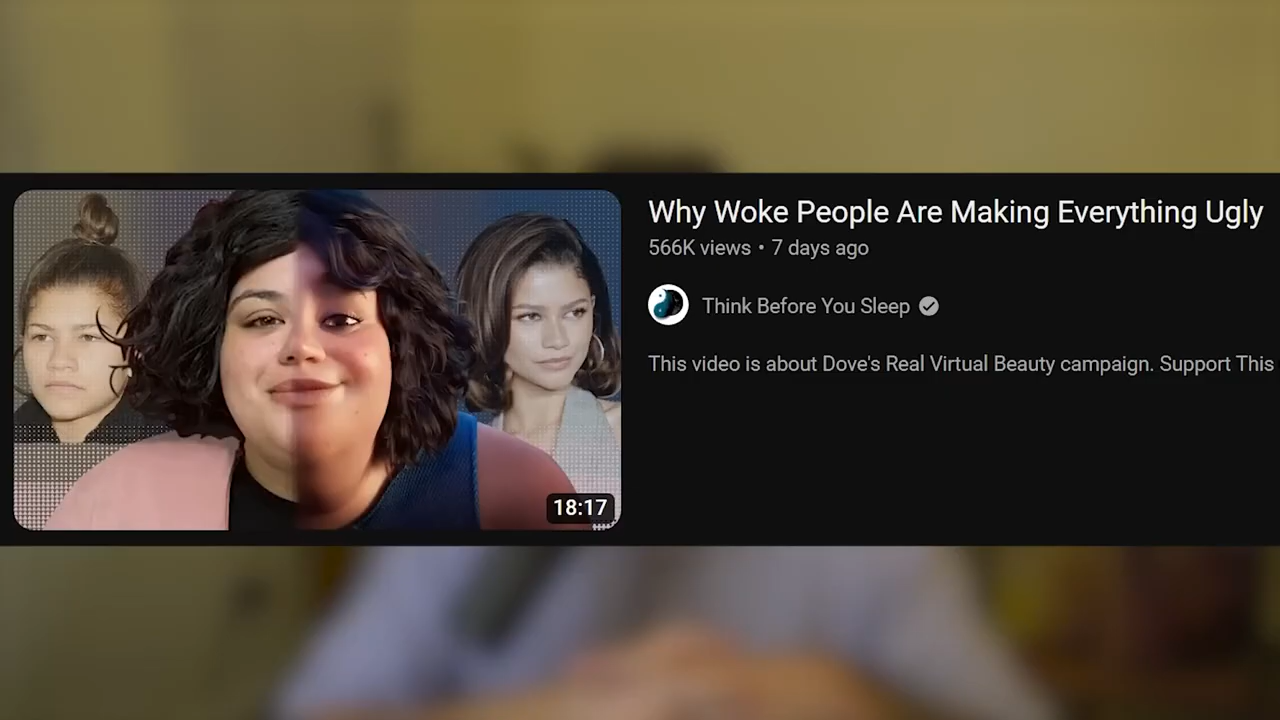 Why Woke People Are Making Everything Ugly
566K views • 7 days ago
Think Before You Sleep
This video is about Dove's Real Virtual Beauty campaign. Support This
18:17